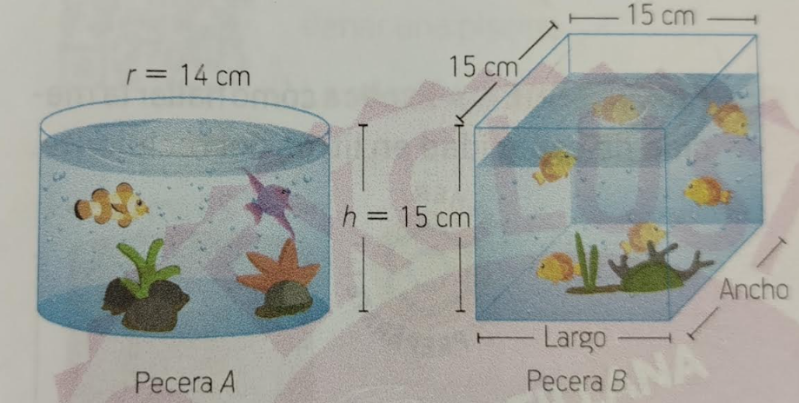 r = 14 cm
15 cm
15 cm
h = 15 cm
Ancho
Largo
Pecera A
Pecera B